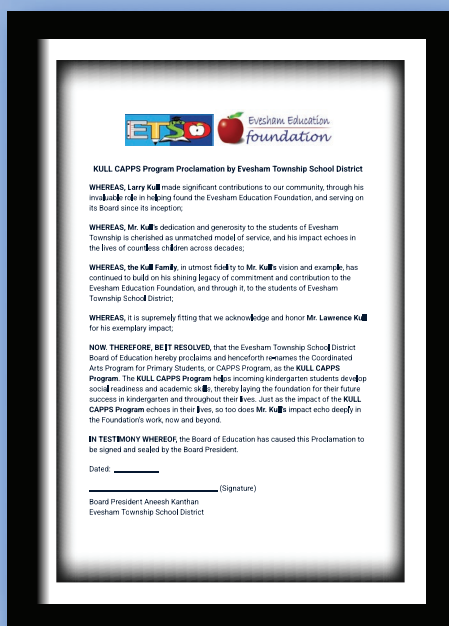 ETSD
Evesham Education
foundation
KULL CAPPS Program Proclamation by Evesham Township School District
WHEREAS, Larry Kull made significant contributions to our community, through his
invaluable role in helping found the Evesham Education Foundation, and serving on
its Board since its inception;
WHEREAS, Mr. Kull's dedication and generosity to the students of Evesham
Township is cherished as unmatched model of service, and his impact echoes in
the lives of countless children across decades;
WHEREAS, the Kull Family, in utmost fidelity to Mr. Kull's vision and example, has
continued to build on his shining legacy of commitment and contribution to the
Evesham Education Foundation, and through it, to the students of Evesham
Township School District;
WHEREAS, it is supremely fitting that we acknowledge and honor Mr. Lawrence Kull
for his exemplary impact;
NOW. THEREFORE, BE IT RESOLVED, that the Evesham Township School District
Board of Education hereby proclaims and henceforth re-names the Coordinated
Arts Program for Primary Students, or CAPPS Program, as the KULL CAPPS
Program. The KULL CAPPS Program helps incoming kindergarten students develop
social readiness and academic skills, thereby laying the foundation for their future
success in kindergarten and throughout their lives. Just as the impact of the KULL
CAPPS Program echoes in their lives, so too does Mr. Kull's impact echo deeply in
the Foundation's work, now and beyond.
IN TESTIMONY WHEREOF, the Board of Education has caused this Proclamation to
be signed and sealed by the Board President.
Dated:
(Signature)
Board President Aneesh Kanthan
Evesham Township School District